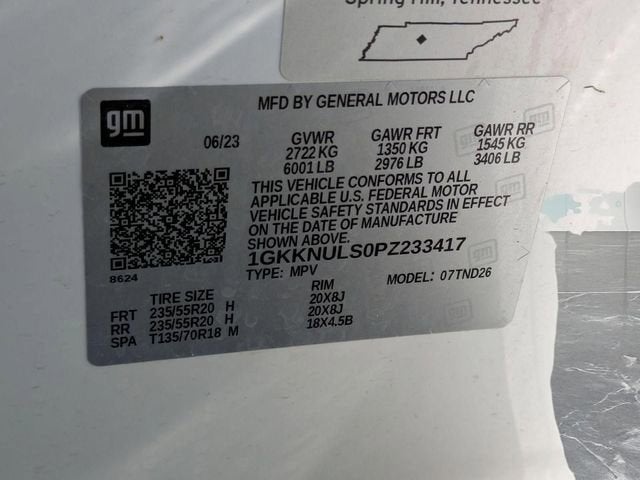 Spring Hill, Tennessee
gm
MFD BY GENERAL MOTORS LLC
06/23 GVWR GAWR FRT GAWR RR
2722 KG 1350 KG 1545 KG
6001 LB 2976 LB 3406 LB
THIS VEHICLE CONFORMS TO ALL
APPLICABLE U.S. FEDERAL MOTOR
VEHICLE SAFETY STANDARDS IN EFFECT
ON THE DATE OF MANUFACTURE
SHOWN ABOVE.
1GKKNULS0PZ233417
8624
TYPE: MPV MODEL: 07TND26
TIRE SIZE RIM
FRT 235/55R20 H 20X8J
RR 235/55R20 H 20X8J
SPA T135/70R18 M 18X4.5B